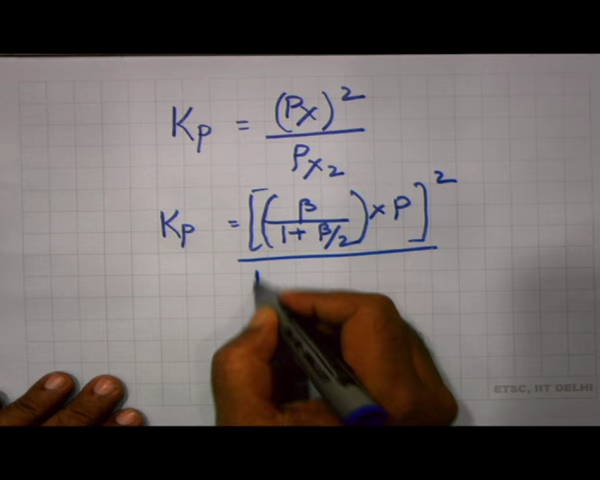 Kp = (Px)² / Px₂
Kp = [(β / 1+ β/2) × P]²
ETSC, IIT DELHI